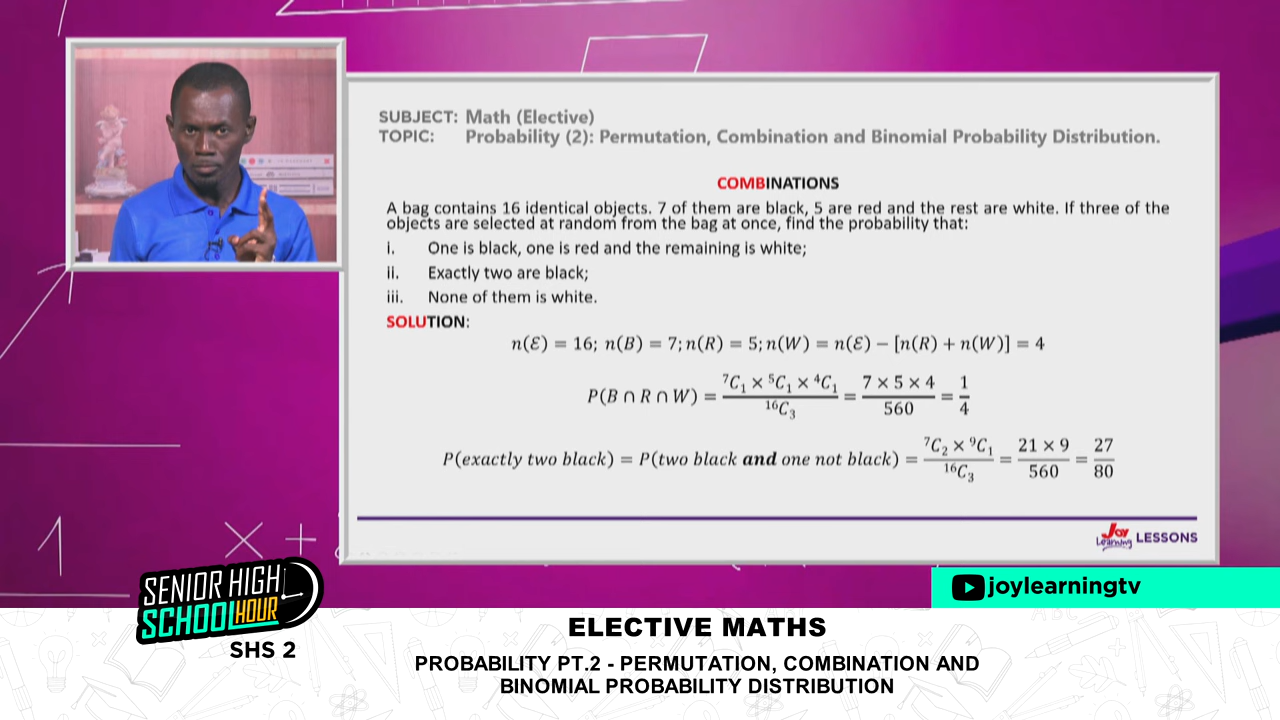 SUBJECT: Math (Elective)
TOPIC: Probability (2): Permutation, Combination and Binomial Probability Distribution.
COMBINATIONS
A bag contains 16 identical objects. 7 of them are black, 5 are red and the rest are white. If three of the
objects are selected at random from the bag at once, find the probability that:
i. One is black, one is red and the remaining is white;
ii. Exactly two are black;
iii. None of them is white.
SOLUTION:
n(ℰ) = 16; n(B) = 7; n(R) = 5; n(W) = n(ℰ) − [n(R) + n(W)] = 4
P(B ∩ R ∩ W) = (⁷C₁ × ⁵C₁ × ⁴C₁)/¹⁶C₃ = (7 × 5 × 4)/560 = 1/4
P(exactly two black) = P(two black and one not black) = (⁷C₂ × ⁹C₁)/¹⁶C₃ = (21 × 9)/560 = 27/80
Joy Learning LESSONS
1 × +
joylearningtv
SENIOR HIGH
SCHOOL HOUR
SHS 2
ELECTIVE MATHS
PROBABILITY PT.2 - PERMUTATION, COMBINATION AND
BINOMIAL PROBABILITY DISTRIBUTION